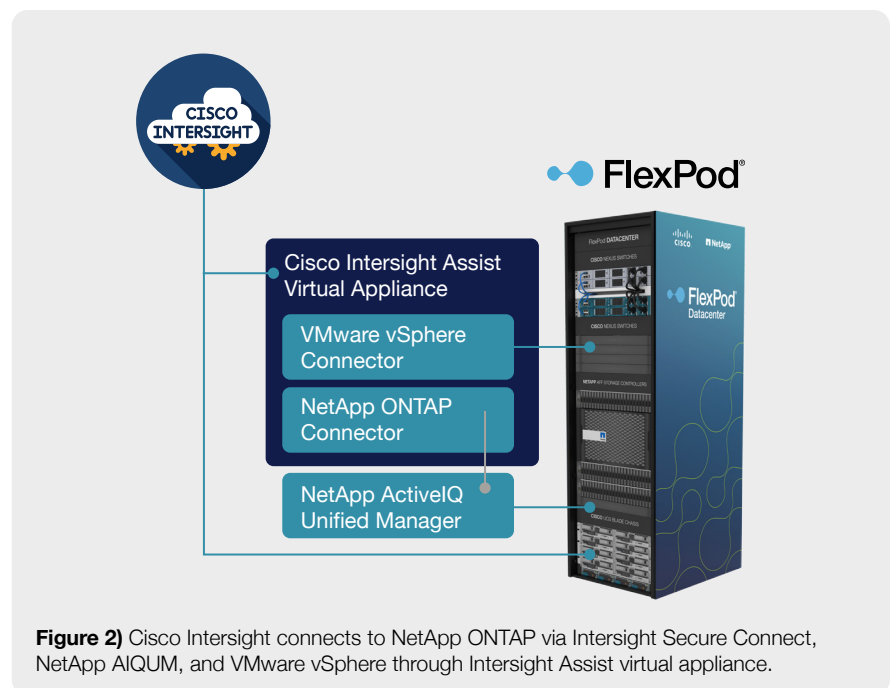 CISCO
INTERSIGHT
FlexPod®
Cisco Intersight Assist
Virtual Appliance
VMware vSphere
Connector
NetApp ONTAP
Connector
NetApp ActiveIQ
Unified Manager
FlexPod DATACENTER
CISCO NEXUS SWITCHES
CISCO NEXUS SWITCHES
NETAPP AFF STORAGE CONTROLLERS
CISCO UCS BLADE CHASSIS
CISCO
NetApp
FlexPod
Datacenter
Figure 2) Cisco Intersight connects to NetApp ONTAP via Intersight Secure Connect,
NetApp AIQUM, and VMware vSphere through Intersight Assist virtual appliance.